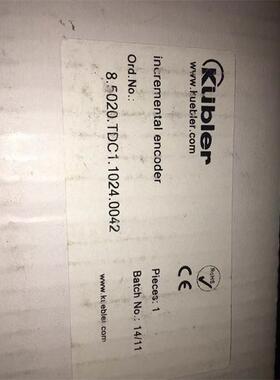 Kübler
www.kuebler.com
incremental encoder
Ord.No.:
8.5020.TDC1.1024.0042
Pieces: 1
Batch No.: 14/11
CE
RoHS
www.kuebler.com